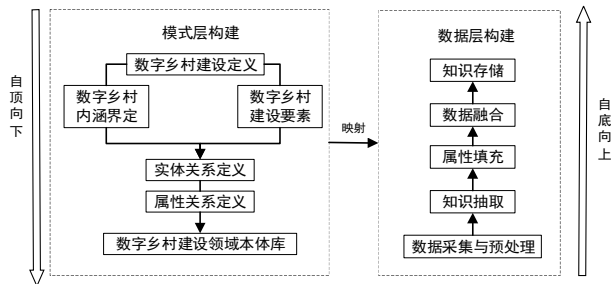 自顶向下
模式层构建
数字乡村建设定义
数字乡村
内涵界定
数字乡村
建设要素
实体关系定义
属性关系定义
数字乡村建设领域本体库
映射
数据层构建
知识存储
数据融合
属性填充
知识抽取
数据采集与预处理
自底向上